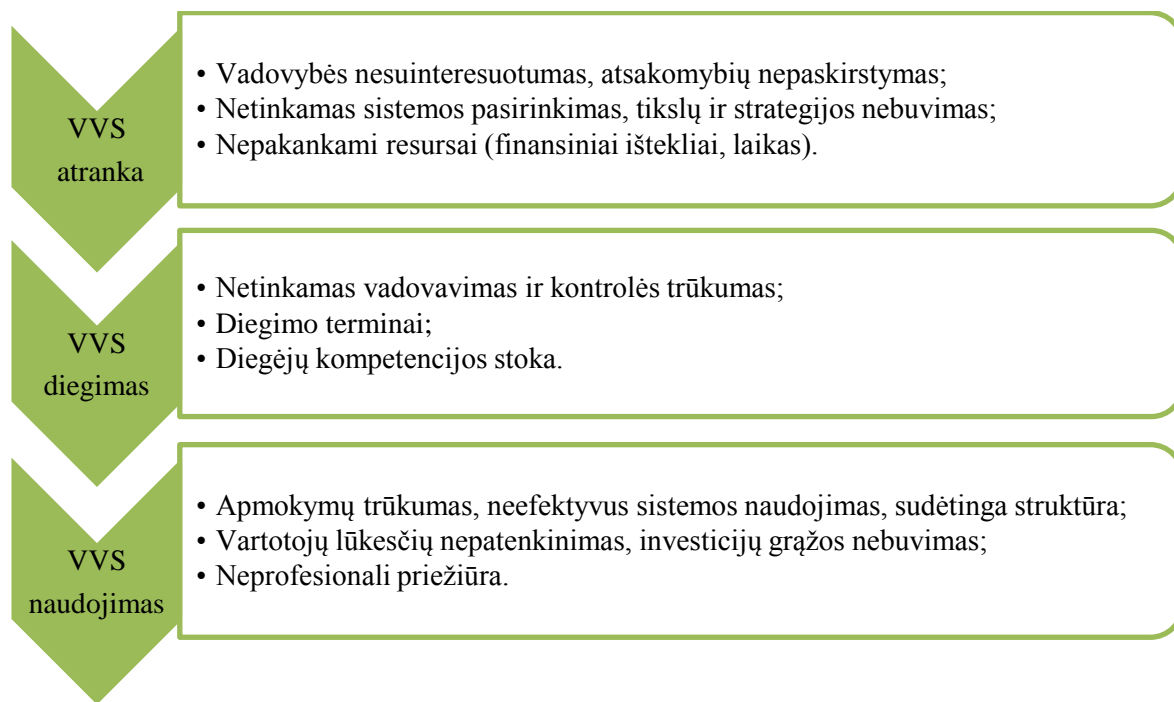 VVS
atranka
• Vadovybės nesuinteresuotumas, atsakomybių nepaskirstymas;
• Netinkamas sistemos pasirinkimas, tikslų ir strategijos nebuvimas;
• Nepakankami resursai (finansiniai ištekliai, laikas).
VVS
diegimas
• Netinkamas vadovavimas ir kontrolės trūkumas;
• Diegimo terminai;
• Diegėjų kompetencijos stoka.
VVS
naudojimas
• Apmokymų trūkumas, neefektyvus sistemos naudojimas, sudėtinga struktūra;
• Vartotojų lūkesčių nepatenkinimas, investicijų grąžos nebuvimas;
• Neprofesionali priežiūra.